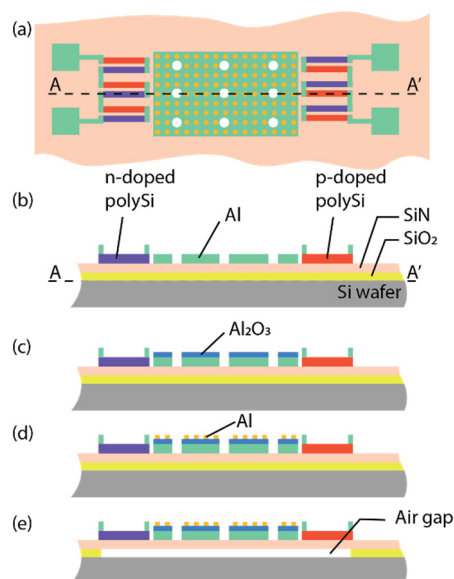 (a)
A
A'
n-doped
polySi
p-doped
polySi
(b)
Al
SiN
SiO₂
A
A'
Si wafer
(c)
Al₂O₃
(d)
Al
(e)
Air gap